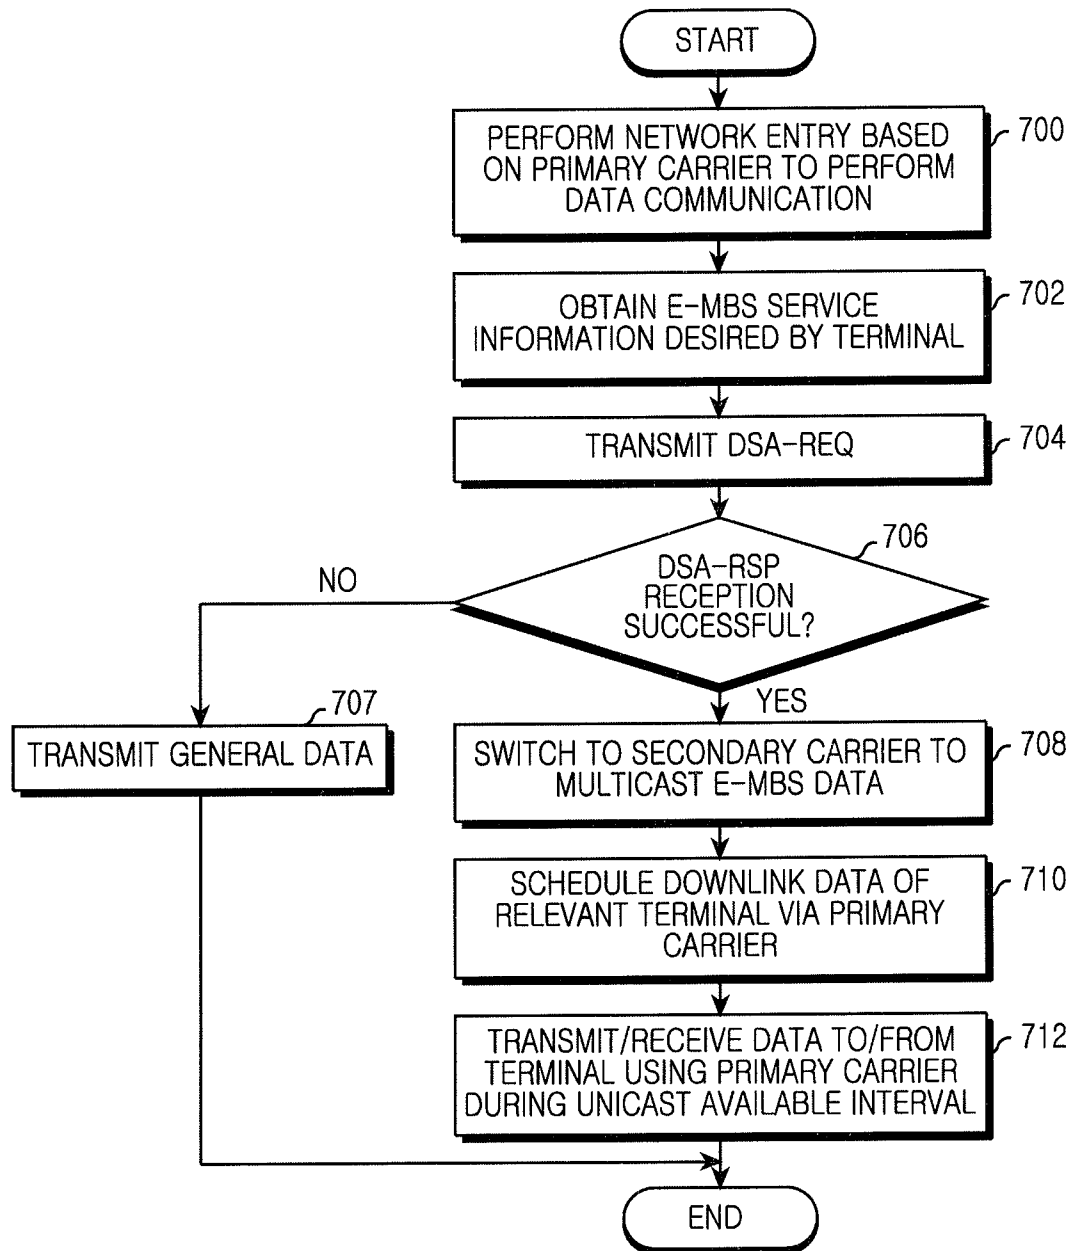 START
PERFORM NETWORK ENTRY BASED
ON PRIMARY CARRIER TO PERFORM
DATA COMMUNICATION
700
OBTAIN E-MBS SERVICE
INFORMATION DESIRED BY TERMINAL
702
TRANSMIT DSA-REQ
704
DSA-RSP
RECEPTION
SUCCESSFUL?
706
NO
YES
TRANSMIT GENERAL DATA
707
SWITCH TO SECONDARY CARRIER TO
MULTICAST E-MBS DATA
708
SCHEDULE DOWNLINK DATA OF
RELEVANT TERMINAL VIA PRIMARY
CARRIER
710
TRANSMIT/RECEIVE DATA TO/FROM
TERMINAL USING PRIMARY CARRIER
DURING UNICAST AVAILABLE INTERVAL
712
END